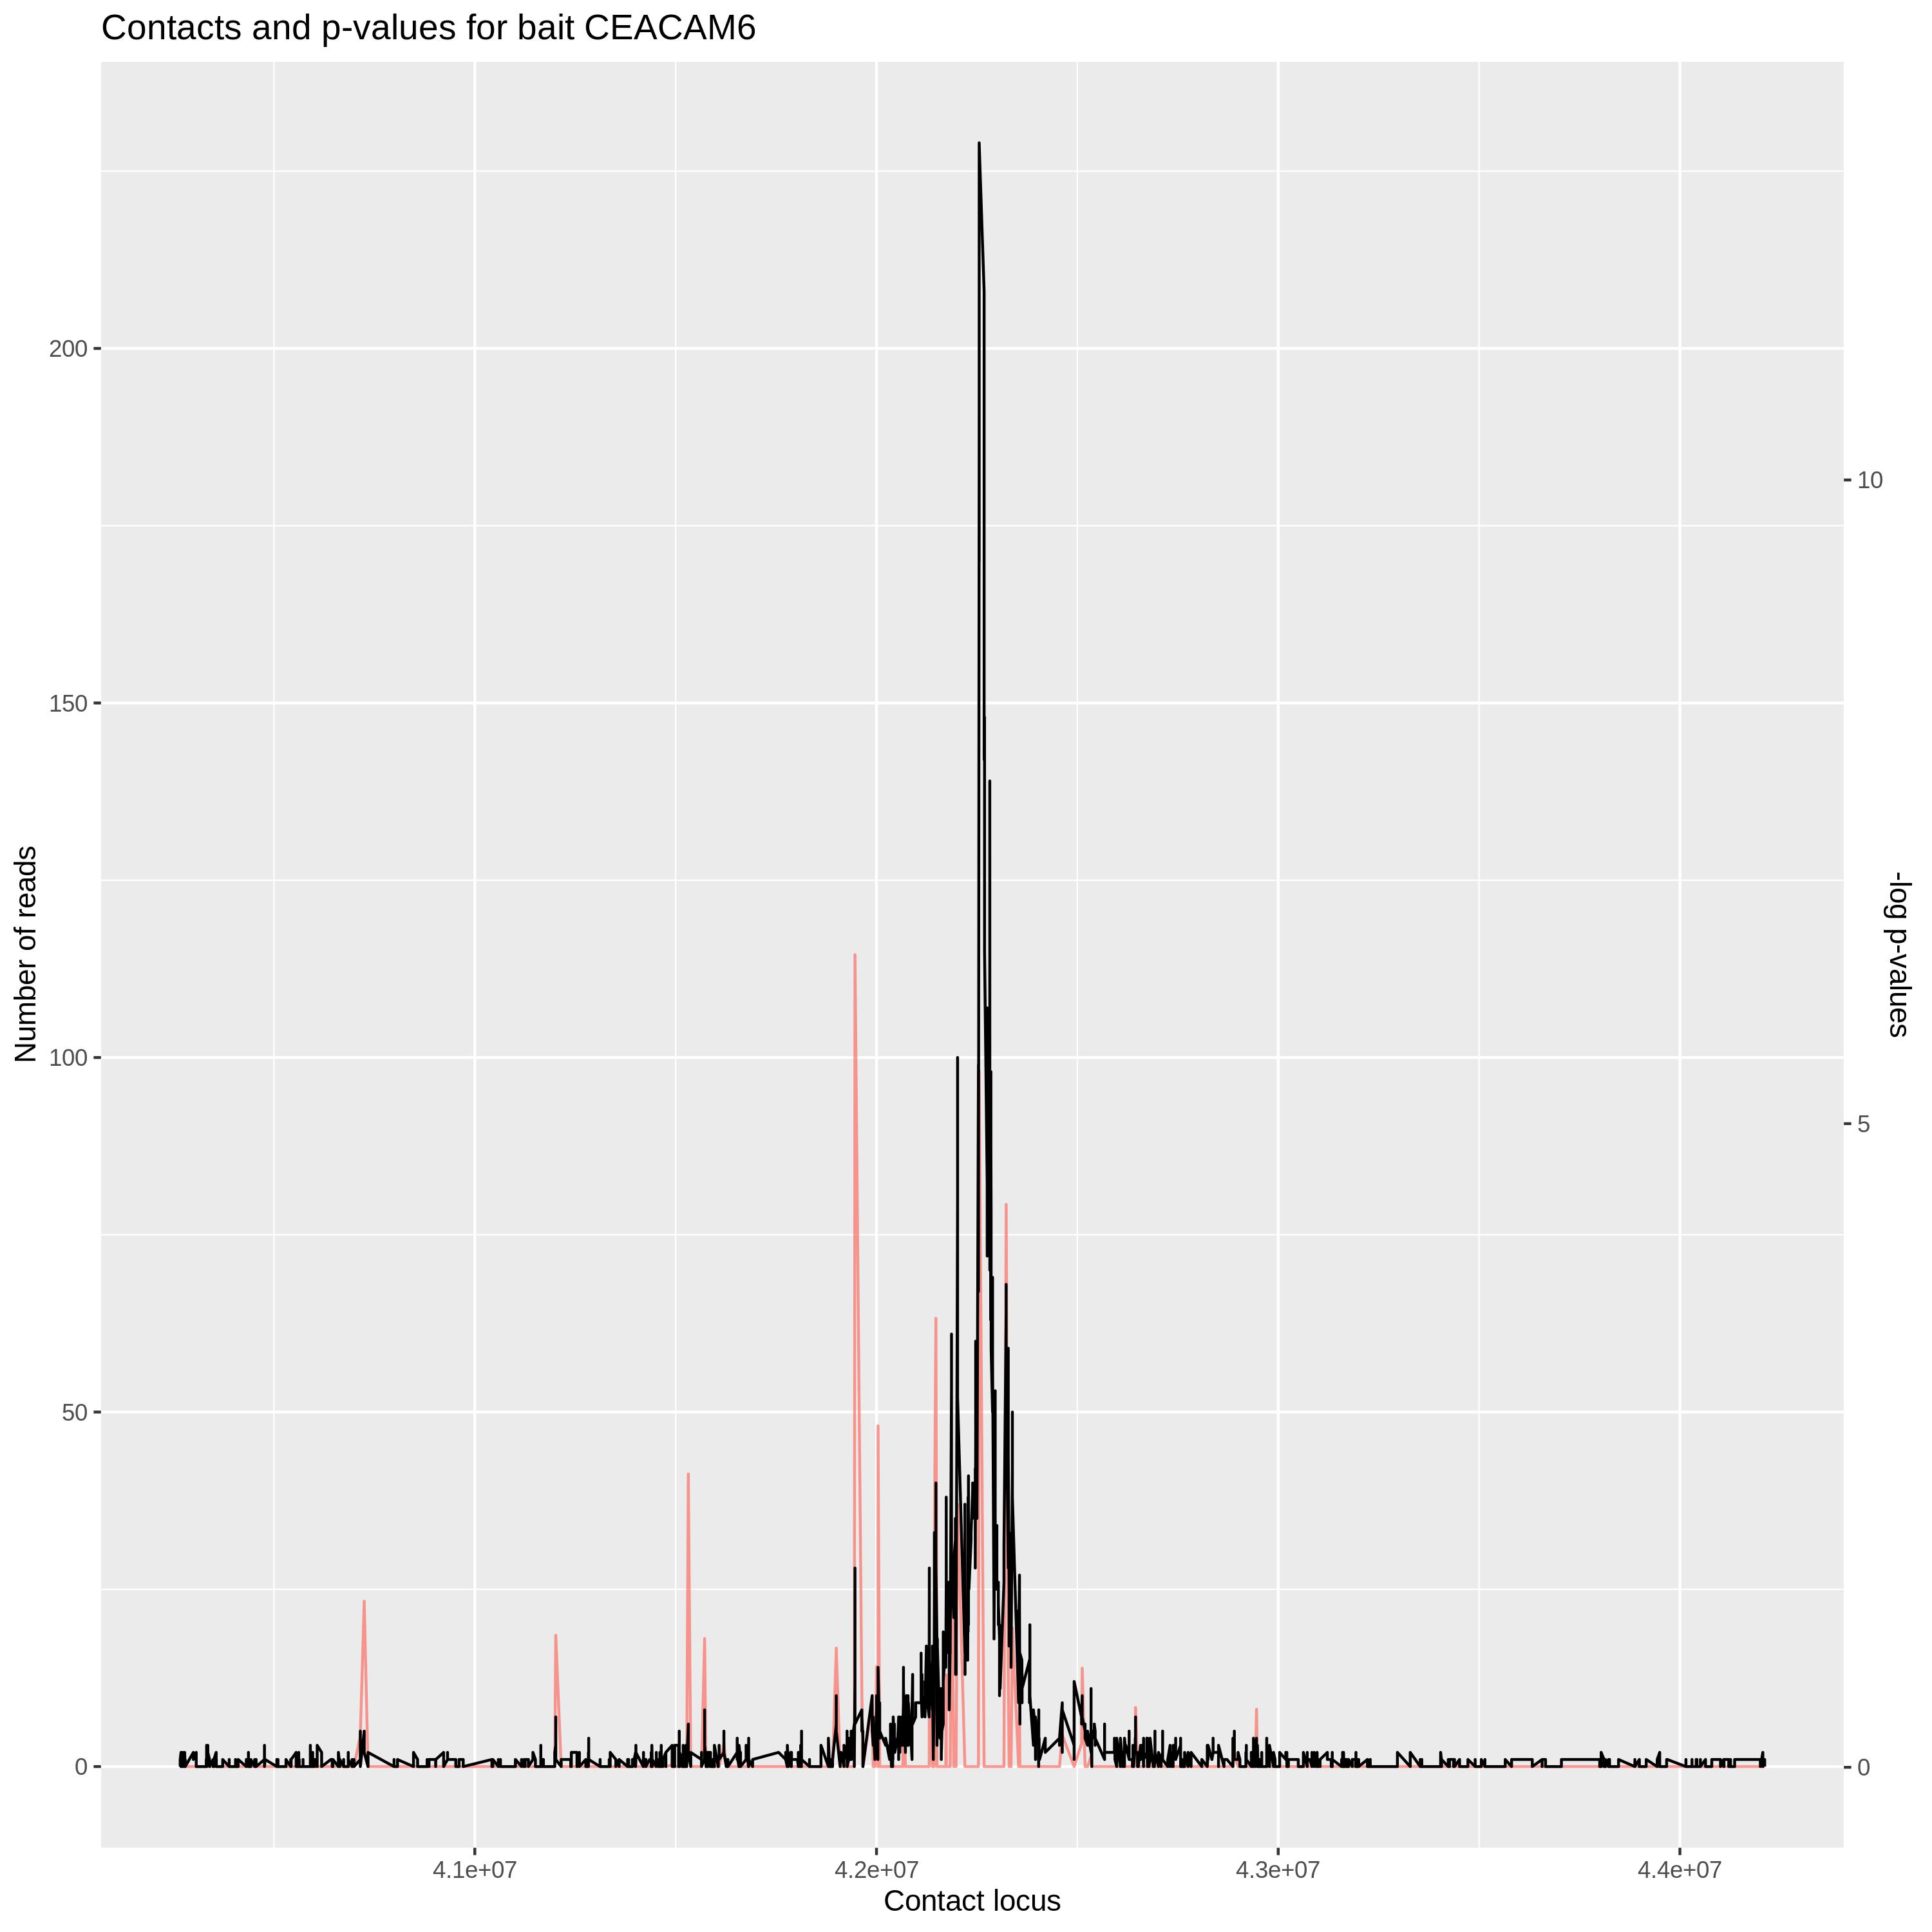 Contacts and p-values for bait CEACAM6
Number of reads
200
150
100
50
0
10
5
0
-log p-values
4.1e+07
4.2e+07
4.3e+07
4.4e+07
Contact locus